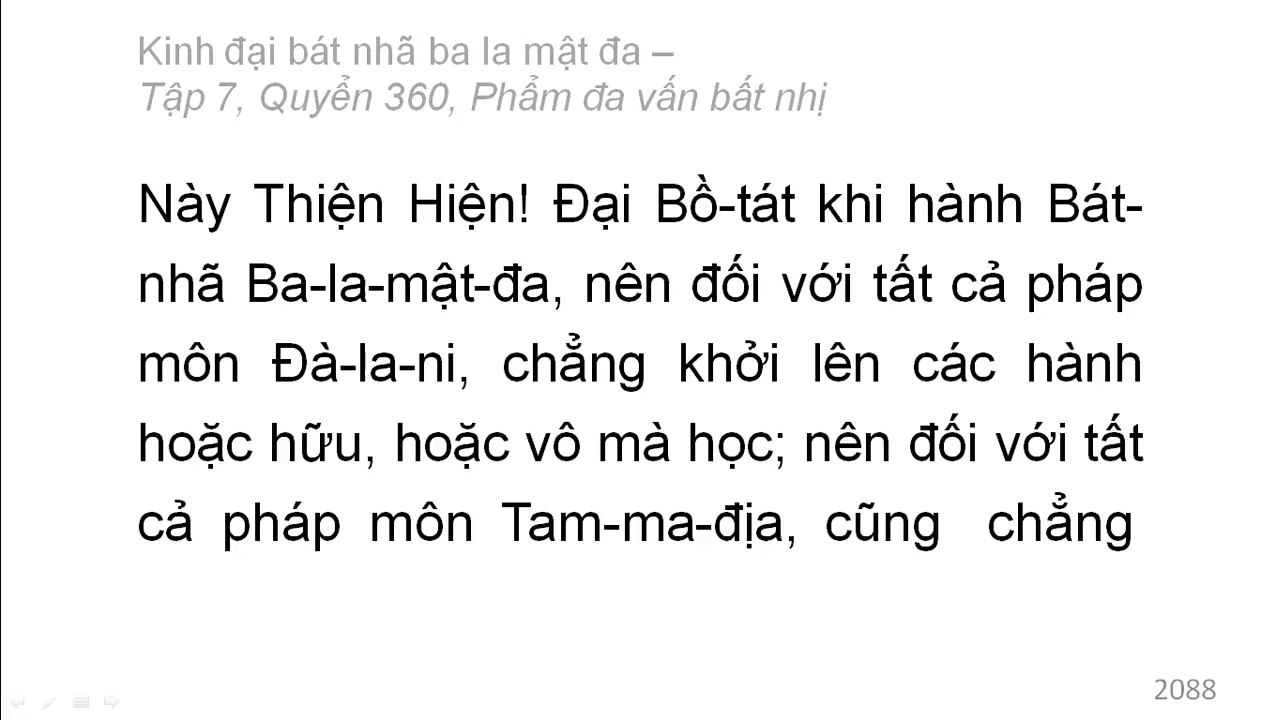 Kinh đại bát nhã ba la mật đa –
Tập 7, Quyển 360, Phẩm đa vấn bất nhị
Này Thiện Hiện! Đại Bồ-tát khi hành Bát-
nhã Ba-la-mật-đa, nên đối với tất cả pháp
môn Đà-la-ni, chẳng khởi lên các hành
hoặc hữu, hoặc vô mà học; nên đối với tất
cả pháp môn Tam-ma-địa, cũng chẳng
2088